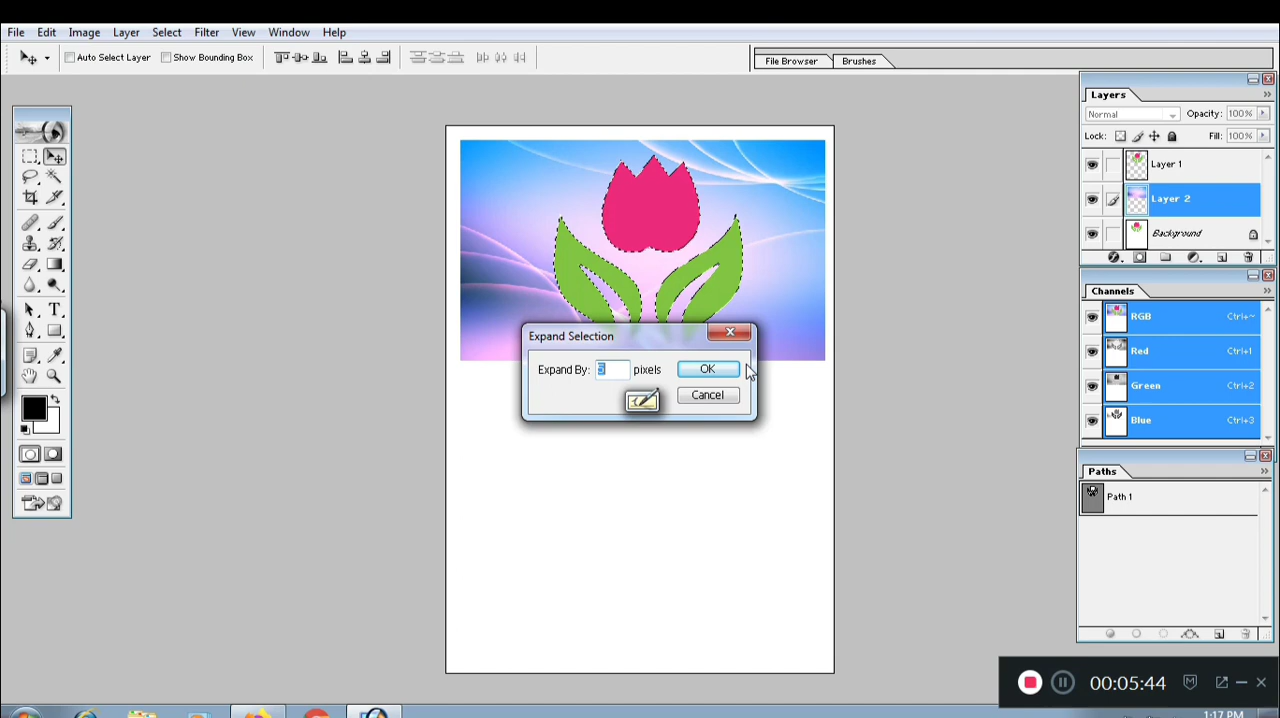 File Edit Image Layer Select Filter View Window Help
Auto Select Layer Show Bounding Box
File Browser Brushes
Layers
Normal Opacity: 100%
Lock: Fill: 100%
Layer 1
Layer 2
Background
Channels
RGB Ctrl+~
Red Ctrl+1
Green Ctrl+2
Blue Ctrl+3
Paths
Path 1
Expand Selection
Expand By: 5 pixels OK
Cancel
T
00:05:44
1:17 PM